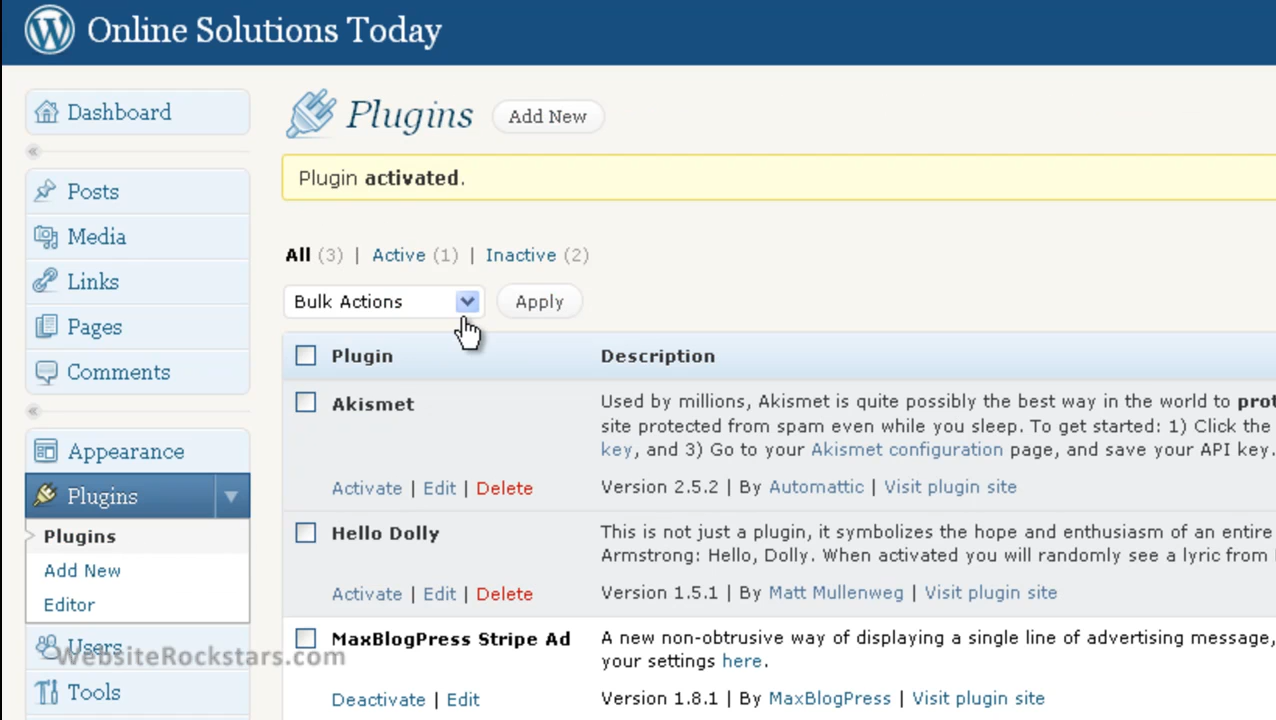 Online Solutions Today
Dashboard
Posts
Media
Links
Pages
Comments
Appearance
Plugins
Plugins
Add New
Editor
Users
WebsiteRockstars.com
Tools
Plugins Add New
Plugin activated.
All (3) | Active (1) | Inactive (2)
Bulk Actions Apply
Plugin Description
Akismet
Used by millions, Akismet is quite possibly the best way in the world to
site protected from spam even while you sleep. To get started: 1) Click the
key, and 3) Go to your Akismet configuration page, and save your API key.
Activate | Edit | Delete
Version 2.5.2 | By Automattic | Visit plugin site
Hello Dolly
This is not just a plugin, it symbolizes the hope and enthusiasm of an entire
Armstrong: Hello, Dolly. When activated you will randomly see a lyric from
Activate | Edit | Delete
Version 1.5.1 | By Matt Mullenweg | Visit plugin site
MaxBlogPress Stripe Ad
A new non-obtrusive way of displaying a single line of advertising message,
your settings here.
Deactivate | Edit
Version 1.8.1 | By MaxBlogPress | Visit plugin site